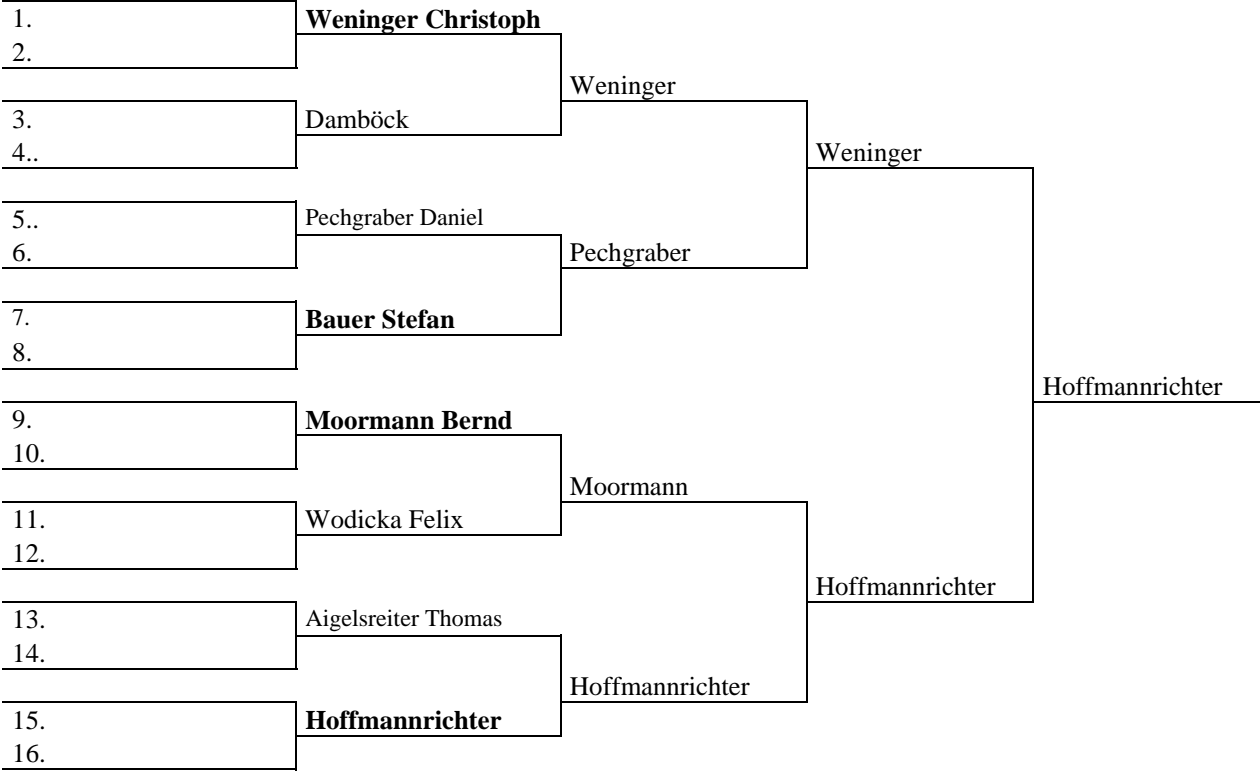 1.
Weninger Christoph
2.
Weninger
3.
Damböck
4..
Weninger
5..
Pechgraber Daniel
6.
Pechgraber
7.
Bauer Stefan
8.
Hoffmannrichter
9.
Moormann Bernd
10.
Moormann
11.
Wodicka Felix
12.
Hoffmannrichter
13.
Aigelsreiter Thomas
14.
Hoffmannrichter
15.
Hoffmannrichter
16.